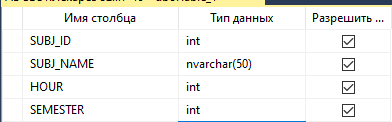 Имя столбца Тип данных Разрешить ...
SUBJ_ID int
SUBJ_NAME nvarchar(50)
HOUR int
SEMESTER int